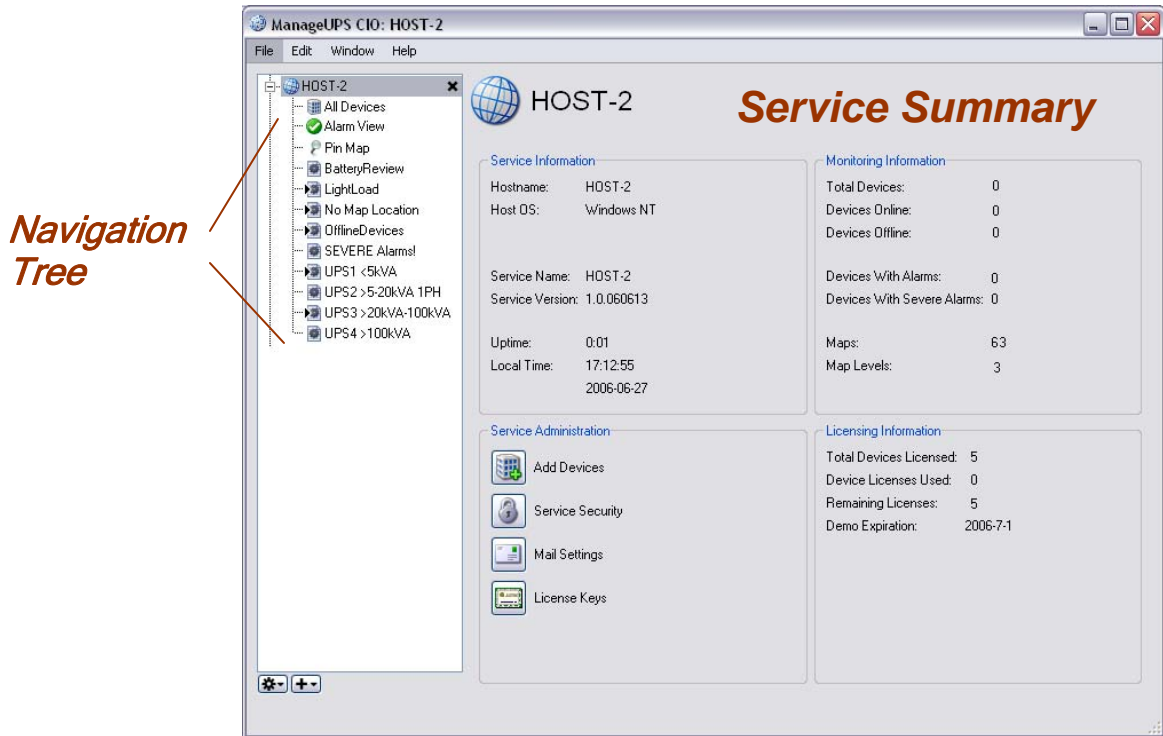 ManageUPS CIO: HOST-2
File Edit Window Help
HOST-2
All Devices
Alarm View
Pin Map
BatteryReview
LightLoad
No Map Location
OfflineDevices
SEVERE Alarms!
UPS1 <5kVA
UPS2 >5-20kVA 1PH
UPS3 >20kVA-100kVA
UPS4 >100kVA
Navigation
Tree
HOST-2
Service Summary
Service Information
Hostname: HOST-2
Host OS: Windows NT
Service Name: HOST-2
Service Version: 1.0.060613
Uptime: 0:01
Local Time: 17:12:55
2006-06-27
Monitoring Information
Total Devices: 0
Devices Online: 0
Devices Offline: 0
Devices With Alarms: 0
Devices With Severe Alarms: 0
Maps: 63
Map Levels: 3
Service Administration
Add Devices
Service Security
Mail Settings
License Keys
Licensing Information
Total Devices Licensed: 5
Device Licenses Used: 0
Remaining Licenses: 5
Demo Expiration: 2006-7-1